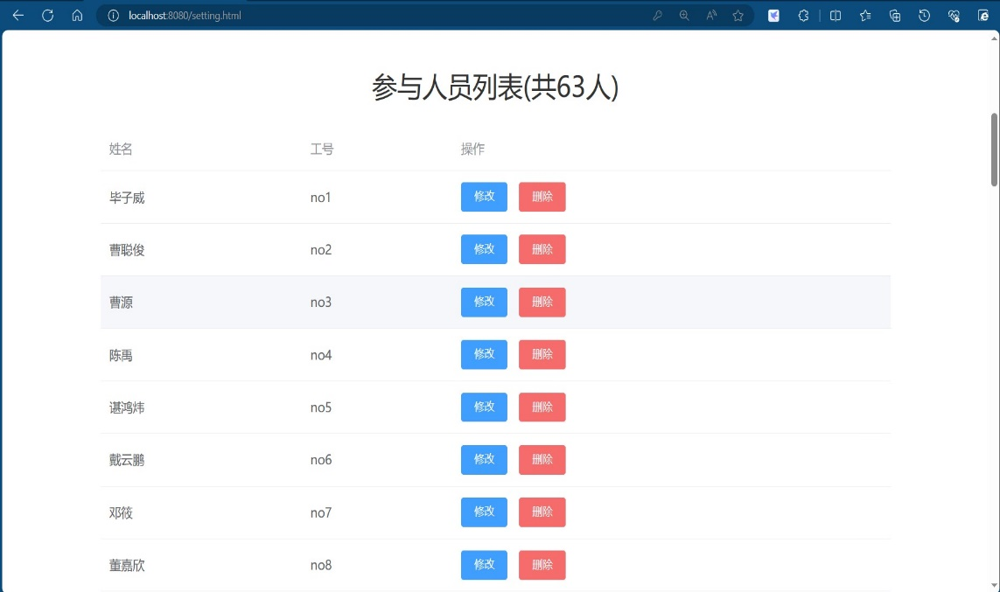 localhost:8080/setting.html
参与人员列表(共63人)
姓名 工号 操作
毕子威 no1 修改 删除
曹聪俊 no2 修改 删除
曹源 no3 修改 删除
陈禹 no4 修改 删除
谌鸿炜 no5 修改 删除
戴云鹏 no6 修改 删除
邓筱 no7 修改 删除
董嘉欣 no8 修改 删除